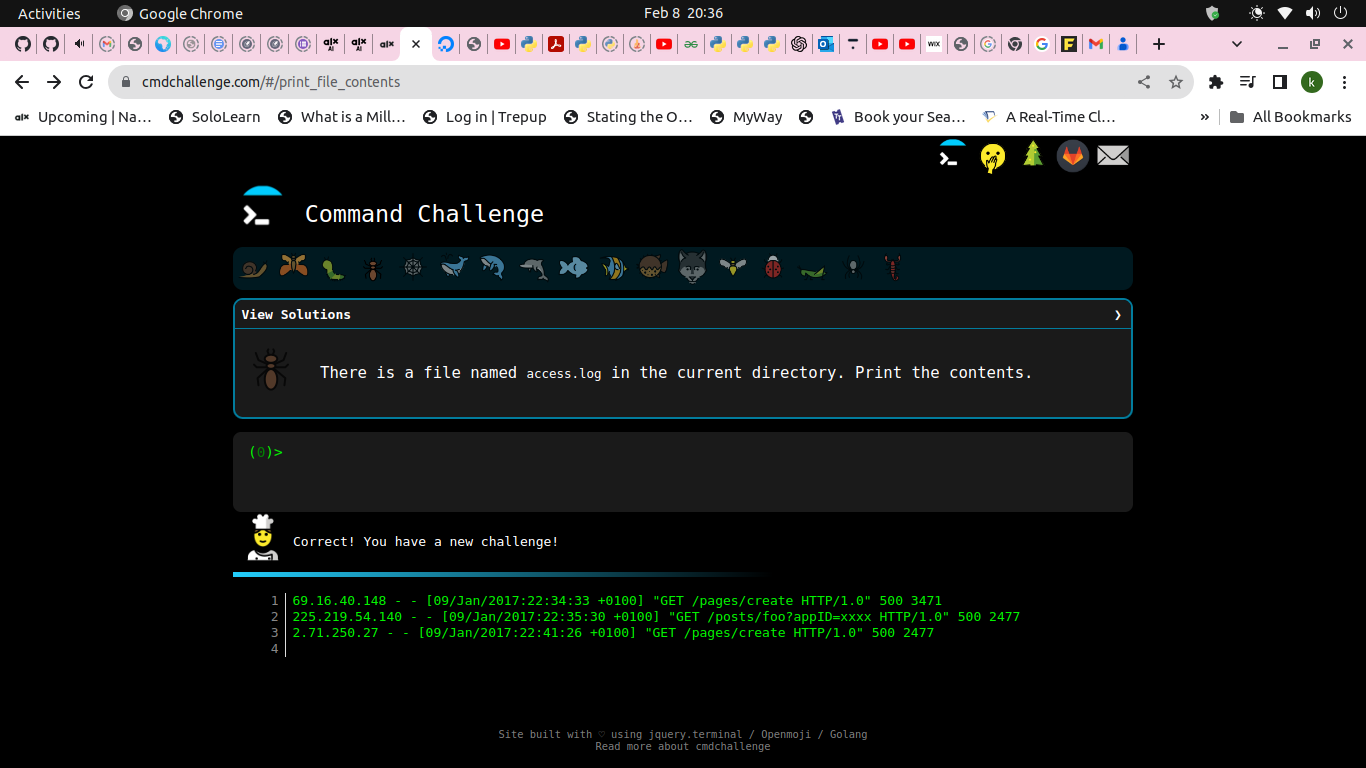 Activities Google Chrome Feb 8 20:36
cmdchallenge.com/#/print_file_contents
Upcoming | Na… SoloLearn What is a Mill… Log in | Trepup Stating the O… MyWay Book your Sea… A Real-Time Cl… » All Bookmarks
Command Challenge
View Solutions ❯
There is a file named access.log in the current directory. Print the contents.
(0)>
Correct! You have a new challenge!
1 69.16.40.148 - - [09/Jan/2017:22:34:33 +0100] "GET /pages/create HTTP/1.0" 500 3471
2 225.219.54.140 - - [09/Jan/2017:22:35:30 +0100] "GET /posts/foo?appID=xxxx HTTP/1.0" 500 2477
3 2.71.250.27 - - [09/Jan/2017:22:41:26 +0100] "GET /pages/create HTTP/1.0" 500 2477
4
Site built with ♡ using jquery.terminal / Openmoji / Golang
Read more about cmdchallenge